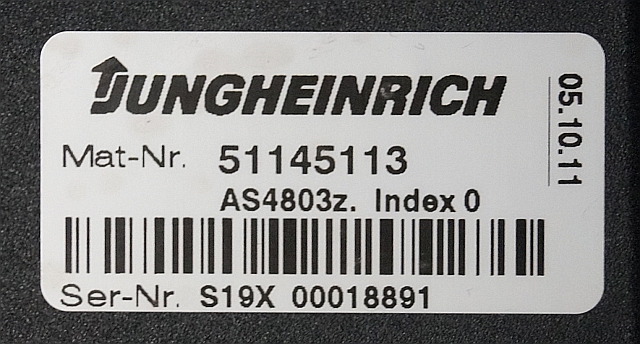 JUNGHEINRICH
Mat-Nr. 51145113
AS4803z. Index 0
Ser-Nr. S19X 00018891
05.10.11